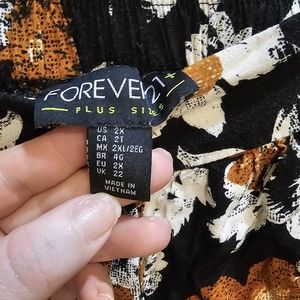 FOREVER 21+
PLUS SIZES
US 2X
CA 2T
MX 2XL/2EG
BR 4G
EU 2X
UK 22
MADE IN
VIETNAM